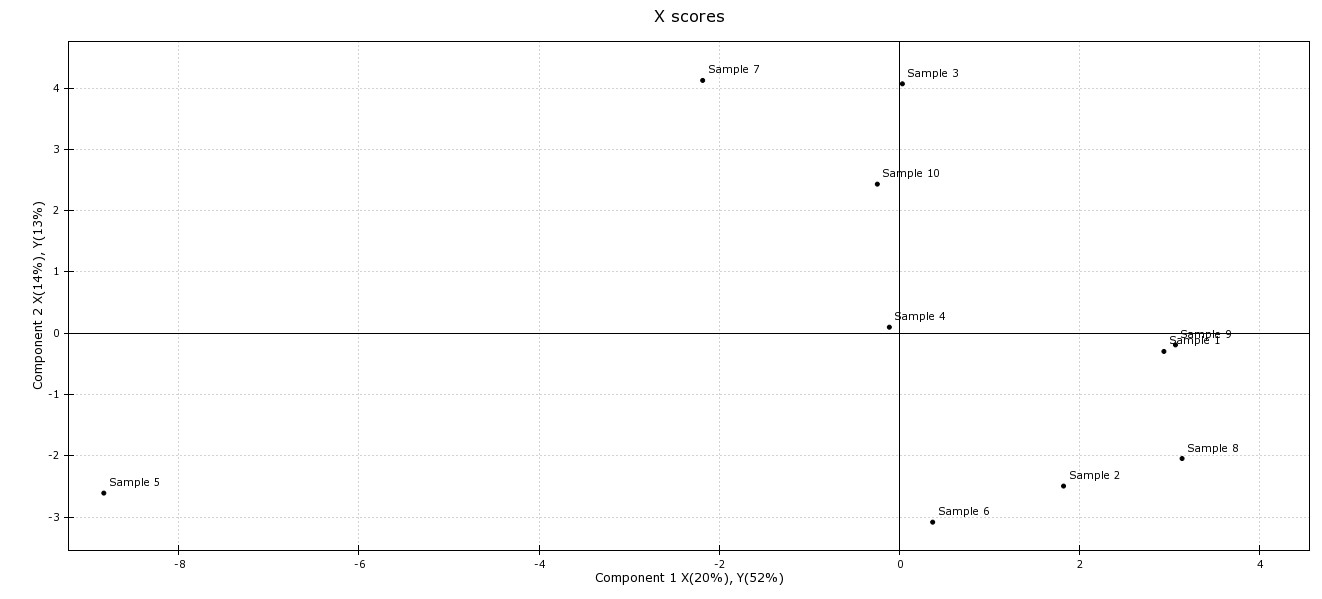 X scores
Sample 7
Sample 3
4
3
Sample 10
2
1
Sample 4
0
Sample 9
Sample 1
-1
Sample 8
-2
Sample 2
Sample 5
Sample 6
-3
Component 2 X(14%), Y(13%)
-8
-6
-4
-2
0
2
4
Component 1 X(20%), Y(52%)